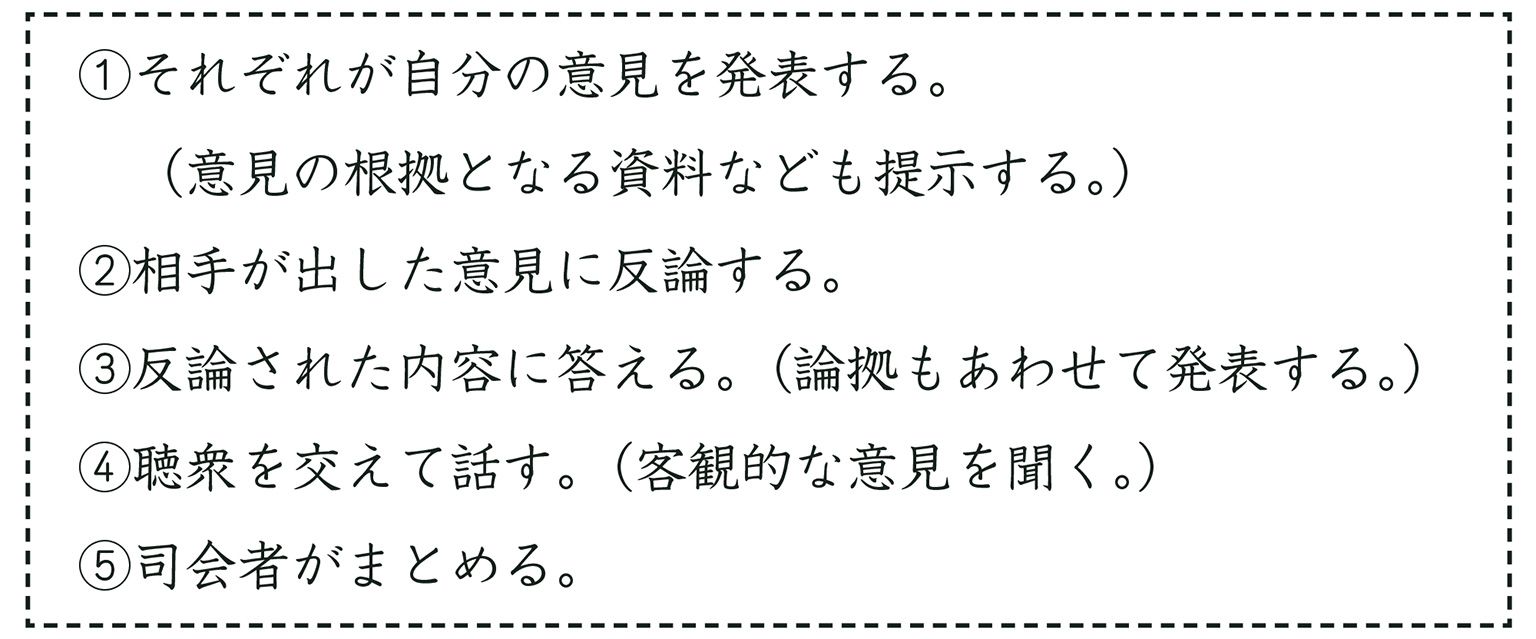 ①それぞれが自分の意見を発表する。
（意見の根拠となる資料なども提示する。）
②相手が出した意見に反論する。
③反論された内容に答える。（論拠もあわせて発表する。）
④聴衆を交えて話す。（客観的な意見を聞く。）
⑤司会者がまとめる。